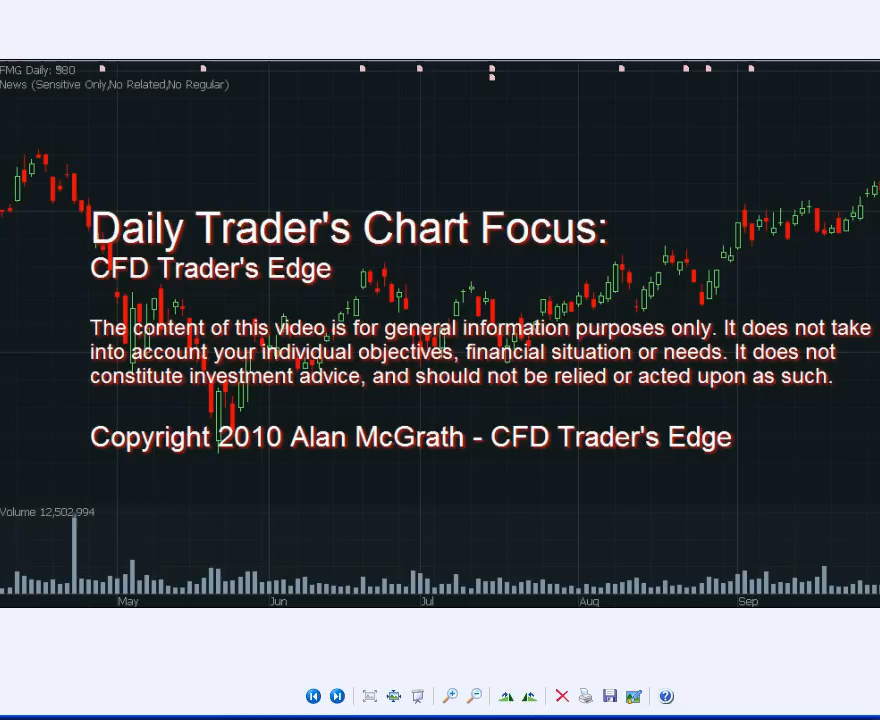 FMG Daily: 980
News (Sensitive Only,No Related,No Regular)
Daily Trader's Chart Focus:
CFD Trader's Edge
The content of this video is for general information purposes only. It does not take
into account your individual objectives, financial situation or needs. It does not
constitute investment advice, and should not be relied or acted upon as such.
Copyright 2010 Alan McGrath - CFD Trader's Edge
Volume 12,502,994
May Jun Jul Aug Sep